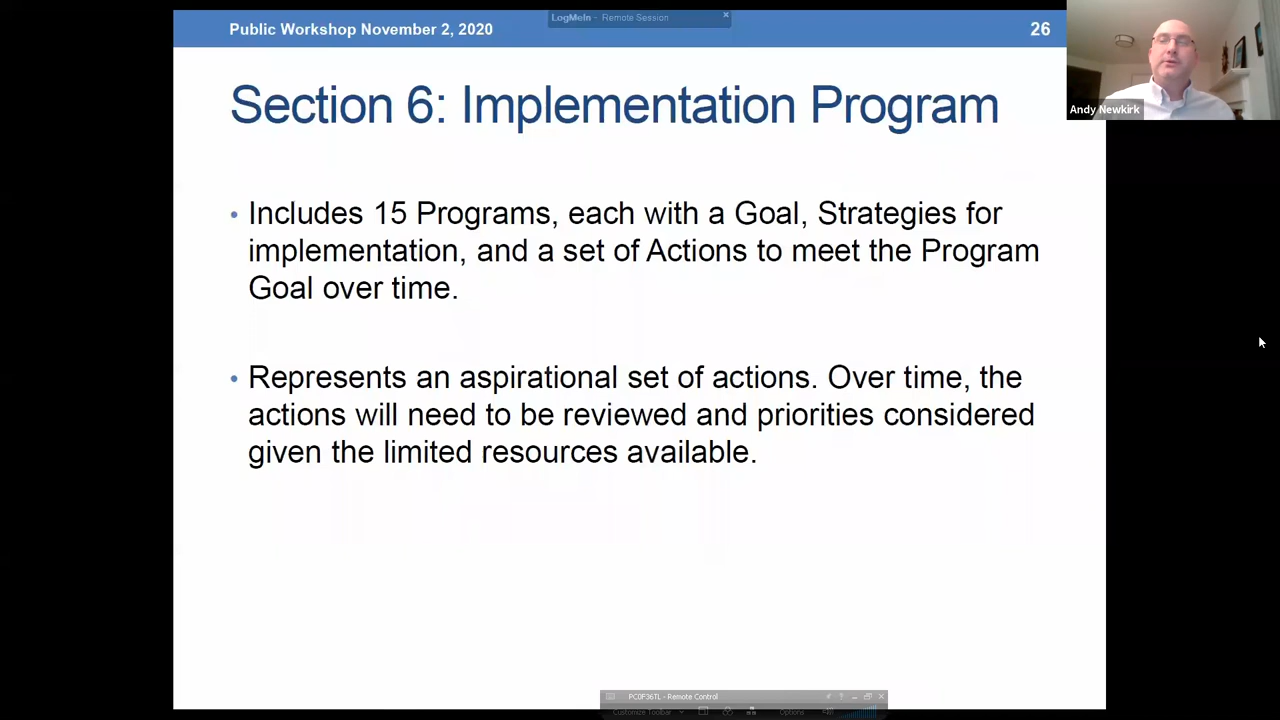 LogMeIn - Remote Session
Public Workshop November 2, 2020
26
Andy Newkirk
Section 6: Implementation Program
• Includes 15 Programs, each with a Goal, Strategies for
implementation, and a set of Actions to meet the Program
Goal over time.
• Represents an aspirational set of actions. Over time, the
actions will need to be reviewed and priorities considered
given the limited resources available.
PC0F36TL - Remote Control
Customize Toolbar
Options